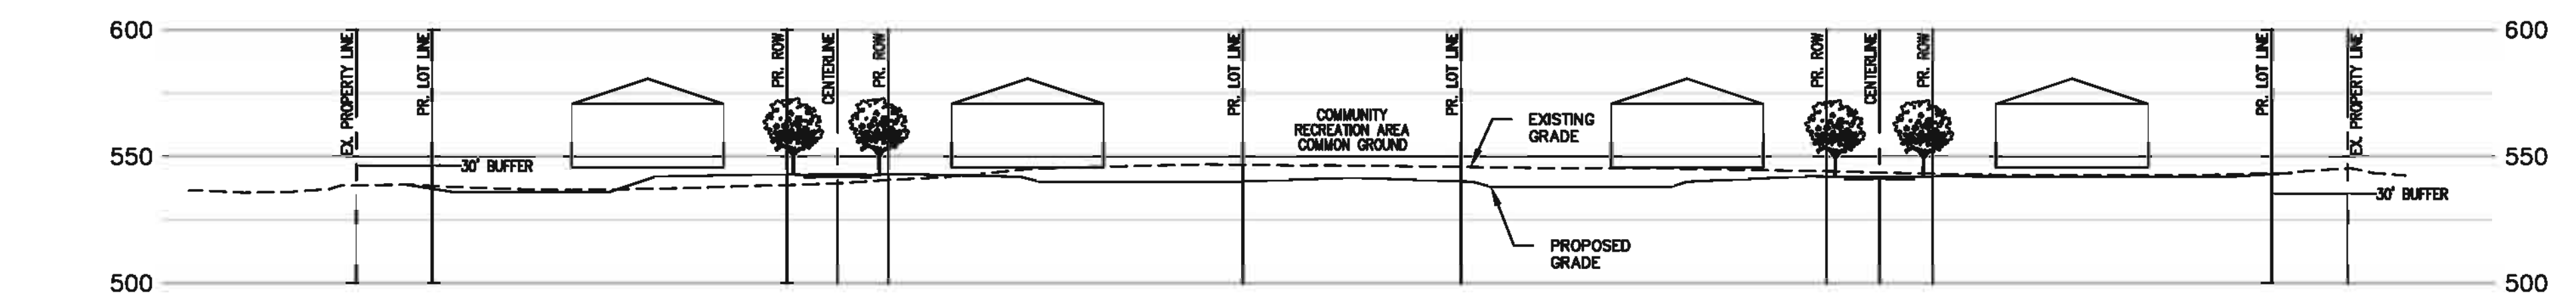 600
EX. PROPERTY LINE
PR. LOT LINE
PR. ROW
CENTERLINE
PR. ROW
PR. LOT LINE
PR. LOT LINE
PR. ROW
CENTERLINE
PR. ROW
PR. LOT LINE
EX. PROPERTY LINE
600
COMMUNITY
RECREATION AREA
COMMON GROUND
EXISTING
GRADE
550
30' BUFFER
550
30' BUFFER
PROPOSED
GRADE
500
500